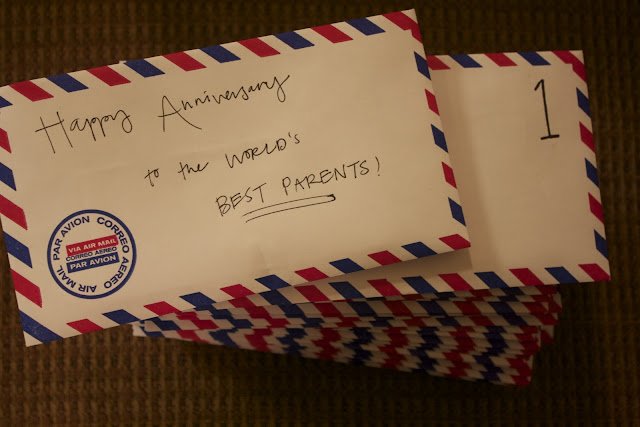 Happy Anniversary
to the WORLD'S
BEST PARENTS!
1
PAR AVION CORREO AEREO AIR MAIL
VIA AIR MAIL
CORREO AEREO
PAR AVION